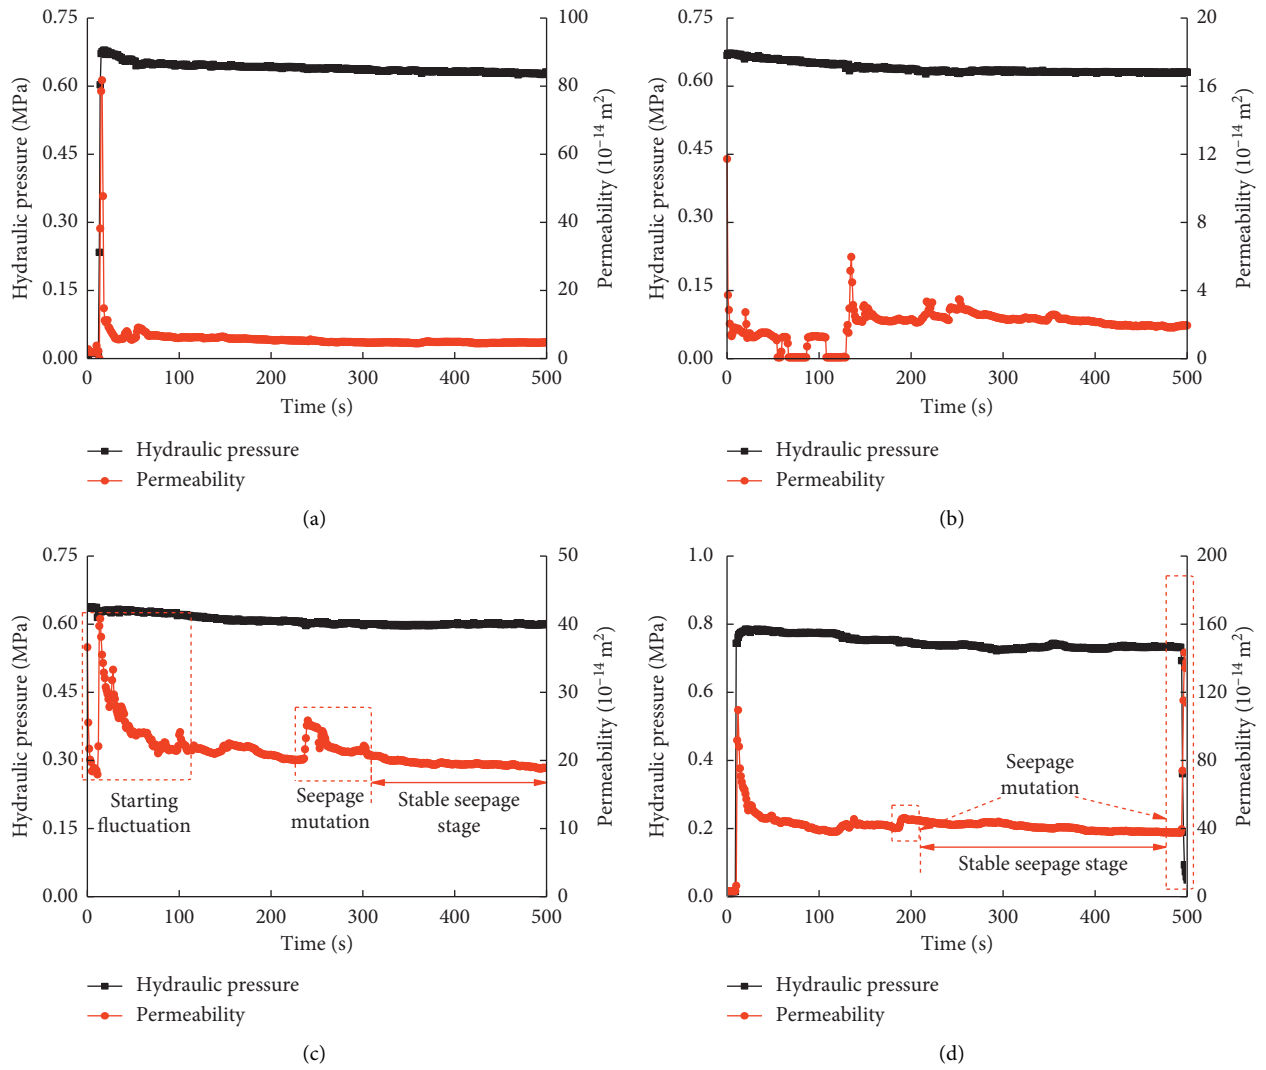 0.75
0.60
0.45
0.30
0.15
0.00
Hydraulic pressure (MPa)
100
80
60
40
20
0
Permeability (10⁻¹⁴ m²)
0 100 200 300 400 500
Time (s)
Hydraulic pressure
Permeability
(a)
0.75
0.60
0.45
0.30
0.15
0.00
Hydraulic pressure (MPa)
20
16
12
8
4
0
Permeability (10⁻¹⁴ m²)
0 100 200 300 400 500
Time (s)
Hydraulic pressure
Permeability
(b)
0.75
0.60
0.45
0.30
0.15
0.00
Hydraulic pressure (MPa)
50
40
30
20
10
0
Permeability (10⁻¹⁴ m²)
Starting
fluctuation
Seepage
mutation
Stable seepage
stage
0 100 200 300 400 500
Time (s)
Hydraulic pressure
Permeability
(c)
1.0
0.8
0.6
0.4
0.2
0.0
Hydraulic pressure (MPa)
200
160
120
80
40
0
Permeability (10⁻¹⁴ m²)
Seepage
mutation
Stable seepage stage
0 100 200 300 400 500
Time (s)
Hydraulic pressure
Permeability
(d)